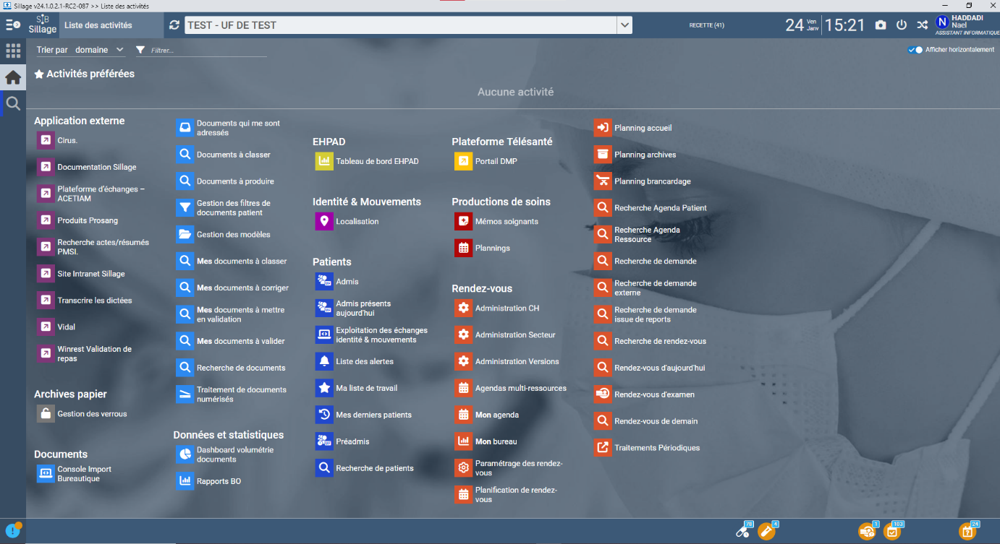 Sillage v24.1.0.2.1-RC2-087 >> Liste des activités
SIB
Sillage
Liste des activités
TEST - UF DE TEST
RECETTE (41)
24 Ven
Janv
15:21
N
HADDADI
Nael
ASSISTANT INFORMATIQUE
Trier par domaine
Filtrer...
Afficher horizontalement
Activités préférées
Aucune activité
Application externe
Cirus.
Documentation Sillage
Plateforme d'échanges –
ACETIAM
Produits Prosang
Recherche actes/résumés
PMSI.
Site Intranet Sillage
Transcrire les dictées
Vidal
Winrest Validation de
repas
Archives papier
Gestion des verrous
Documents
Console Import
Bureautique
Documents qui me sont
adressés
Documents à classer
Documents à produire
Gestion des filtres de
documents patient
Gestion des modèles
Mes documents à classer
Mes documents à corriger
Mes documents à mettre
en validation
Mes documents à valider
Recherche de documents
Traitement de documents
numérisés
Données et statistiques
Dashboard volumétrie
documents
Rapports BO
EHPAD
Tableau de bord EHPAD
Identité & Mouvements
Localisation
Patients
Admis
Admis présents
aujourd'hui
Exploitation des échanges
identité & mouvements
Liste des alertes
Ma liste de travail
Mes derniers patients
Préadmis
Recherche de patients
Plateforme Télésanté
Portail DMP
Productions de soins
Mémos soignants
Plannings
Rendez-vous
Administration CH
Administration Secteur
Administration Versions
Agendas multi-ressources
Mon agenda
Mon bureau
Paramétrage des rendez-
vous
Planification de rendez-
vous
Planning accueil
Planning archives
Planning brancardage
Recherche Agenda Patient
Recherche Agenda
Ressource
Recherche de demande
Recherche de demande
externe
Recherche de demande
issue de reports
Recherche de rendez-vous
Rendez-vous d'aujourd'hui
Rendez-vous d'examen
Rendez-vous de demain
Traitements Périodiques
78
4
1
103
24